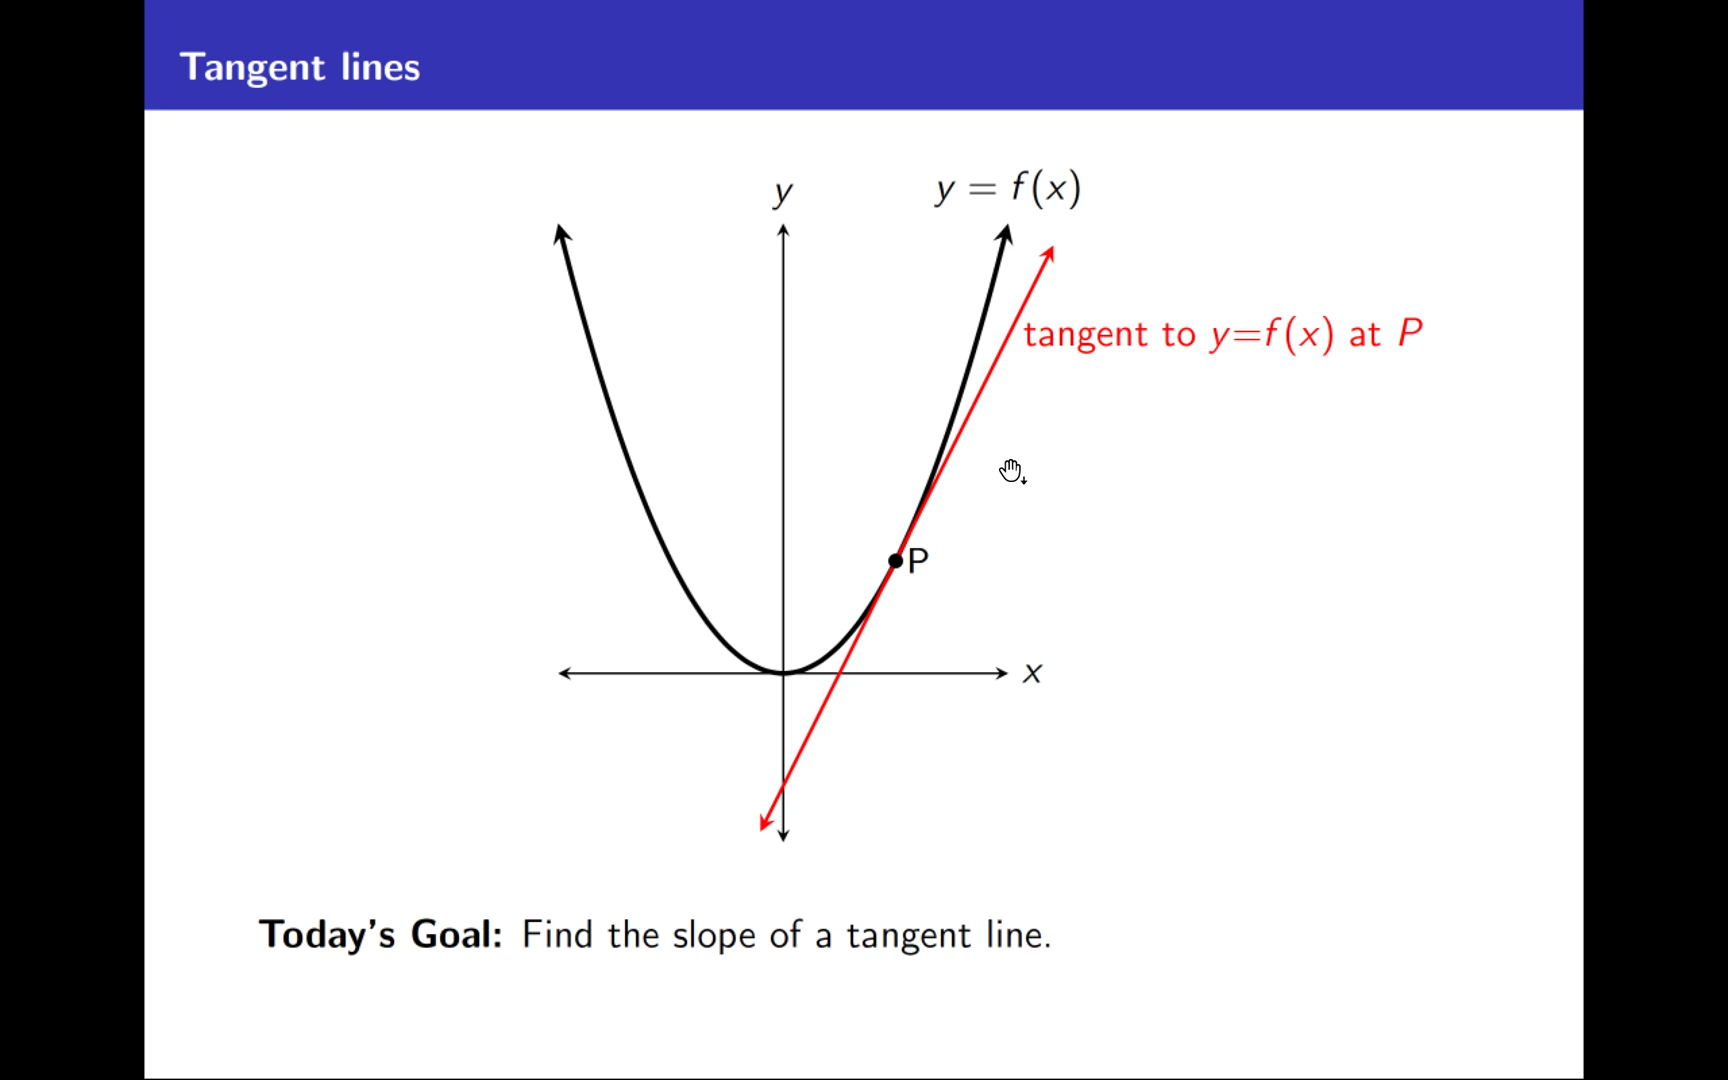 Tangent lines
y
y = f(x)
tangent to y=f(x) at P
P
x
Today's Goal: Find the slope of a tangent line.